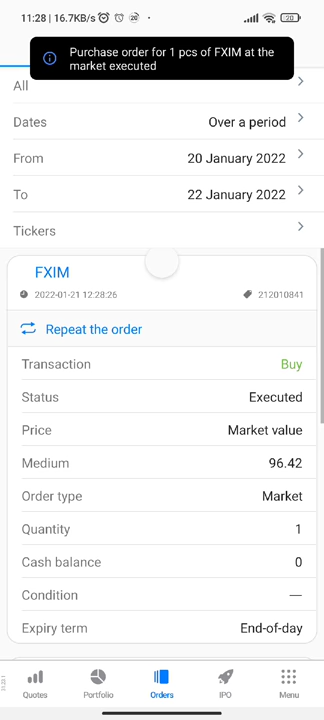 11:28 | 16.7KB/s
20
Purchase order for 1 pcs of FXIM at the
market executed
All
Dates Over a period
From 20 January 2022
To 22 January 2022
Tickers
FXIM
2022-01-21 12:28:26 212010841
Repeat the order
Transaction Buy
Status Executed
Price Market value
Medium 96.42
Order type Market
Quantity 1
Cash balance 0
Condition —
Expiry term End-of-day
Quotes Portfolio Orders IPO Menu